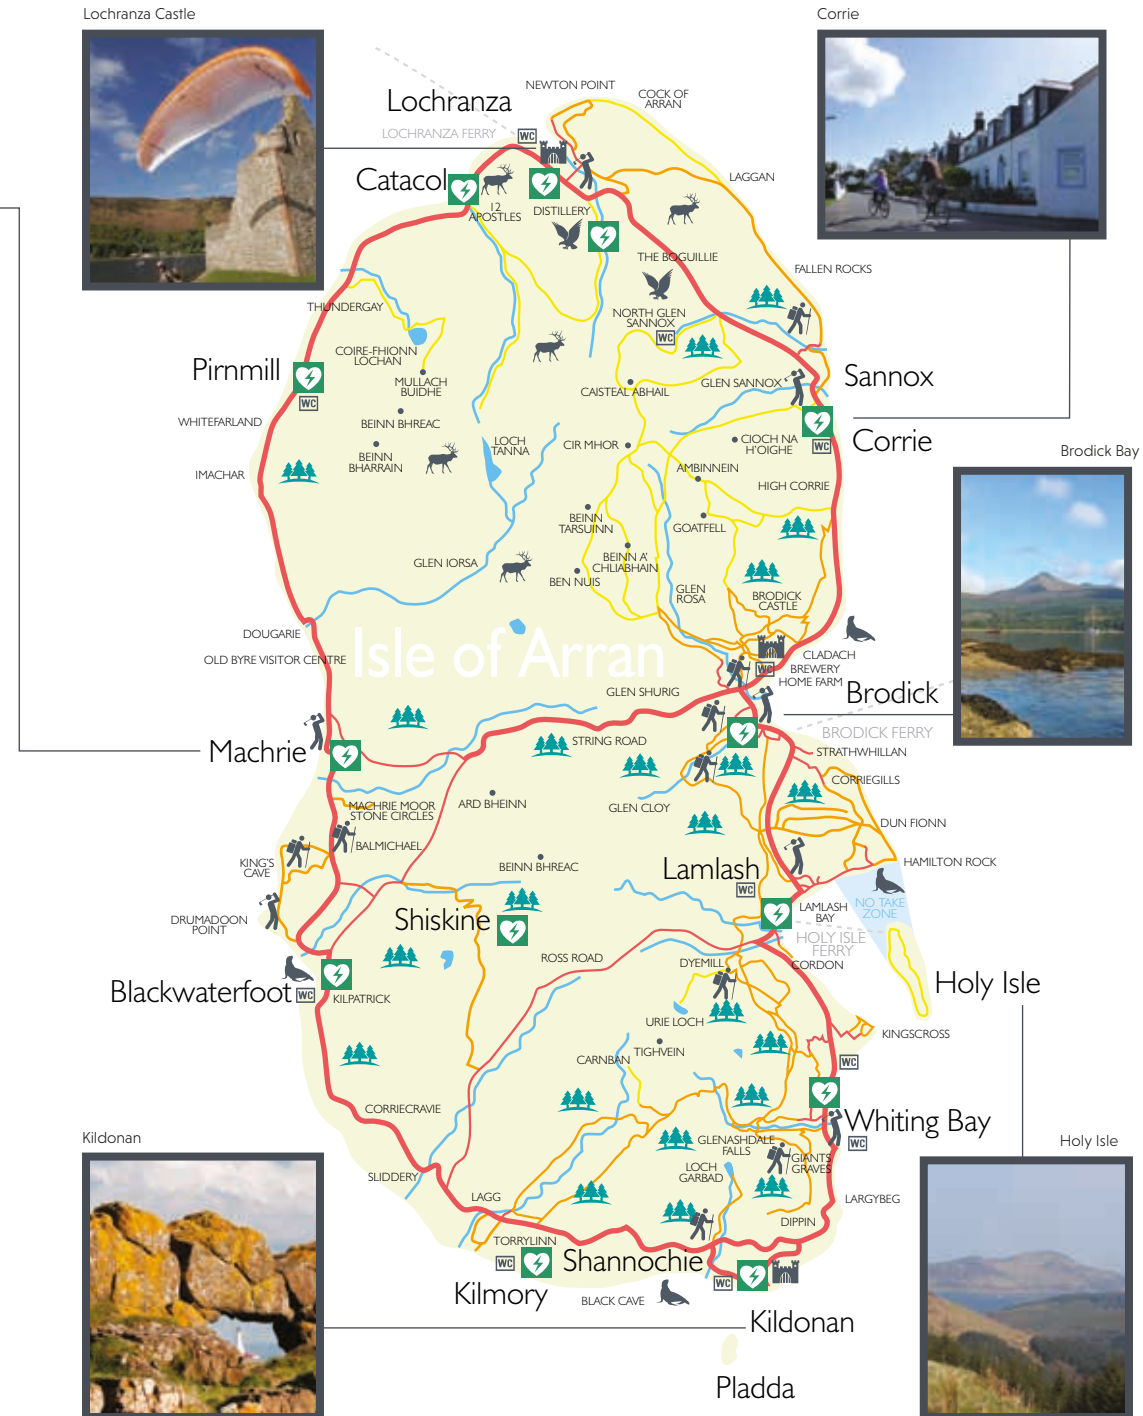 Lochranza Castle
Corrie
NEWTON POINT
COCK OF
ARRAN
Lochranza
LOCHRANZA FERRY
WC
Catacol
LAGGAN
12
APOSTLES
DISTILLERY
THE BOGUILLIE
FALLEN ROCKS
THUNDERGAY
NORTH GLEN
SANNOX
WC
COIRE-FHIONN
LOCHAN
Pirnmill
WC
MULLACH
BUIDHE
CAISTEAL ABHAIL
GLEN SANNOX
Sannox
WHITEFARLAND
BEINN BHREAC
Corrie
WC
CIOCH NA
H'OIGHE
CIR MHOR
LOCH
TANNA
BEINN
BHARRAIN
Brodick Bay
IMACHAR
AMBINNEIN
HIGH CORRIE
BEINN
TARSUINN
GOATFELL
GLEN IORSA
BEINN A'
CHLIABHAIN
BEN NUIS
GLEN
ROSA
BRODICK
CASTLE
DOUGARIE
Isle of Arran
OLD BYRE VISITOR CENTRE
CLADACH
WC
BREWERY
HOME FARM
GLEN SHURIG
Brodick
BRODICK FERRY
STRING ROAD
STRATHWHILLAN
Machrie
CORRIEGILLS
MACHRIE MOOR
STONE CIRCLES
ARD BHEINN
GLEN CLOY
DUN FIONN
BALMICHAEL
KING'S
CAVE
BEINN BHREAC
Lamlash
WC
HAMILTON ROCK
DRUMADOON
POINT
Shiskine
LAMLASH
BAY
NO TAKE
ZONE
HOLY ISLE
FERRY
ROSS ROAD
DYEMILL
CORDON
Blackwaterfoot
WC
KILPATRICK
Holy Isle
URIE LOCH
KINGSCROSS
TIGHVEIN
CARNBAN
WC
CORRIECRAVIE
Whiting Bay
WC
Kildonan
GLENASHDALE
FALLS
Holy Isle
GIANTS
GRAVES
LOCH
GARBAD
SLIDDERY
LAGG
LARGYBEG
DIPPIN
TORRYLINN
WC
Shannochie
Kilmory
BLACK CAVE
WC
Kildonan
Pladda